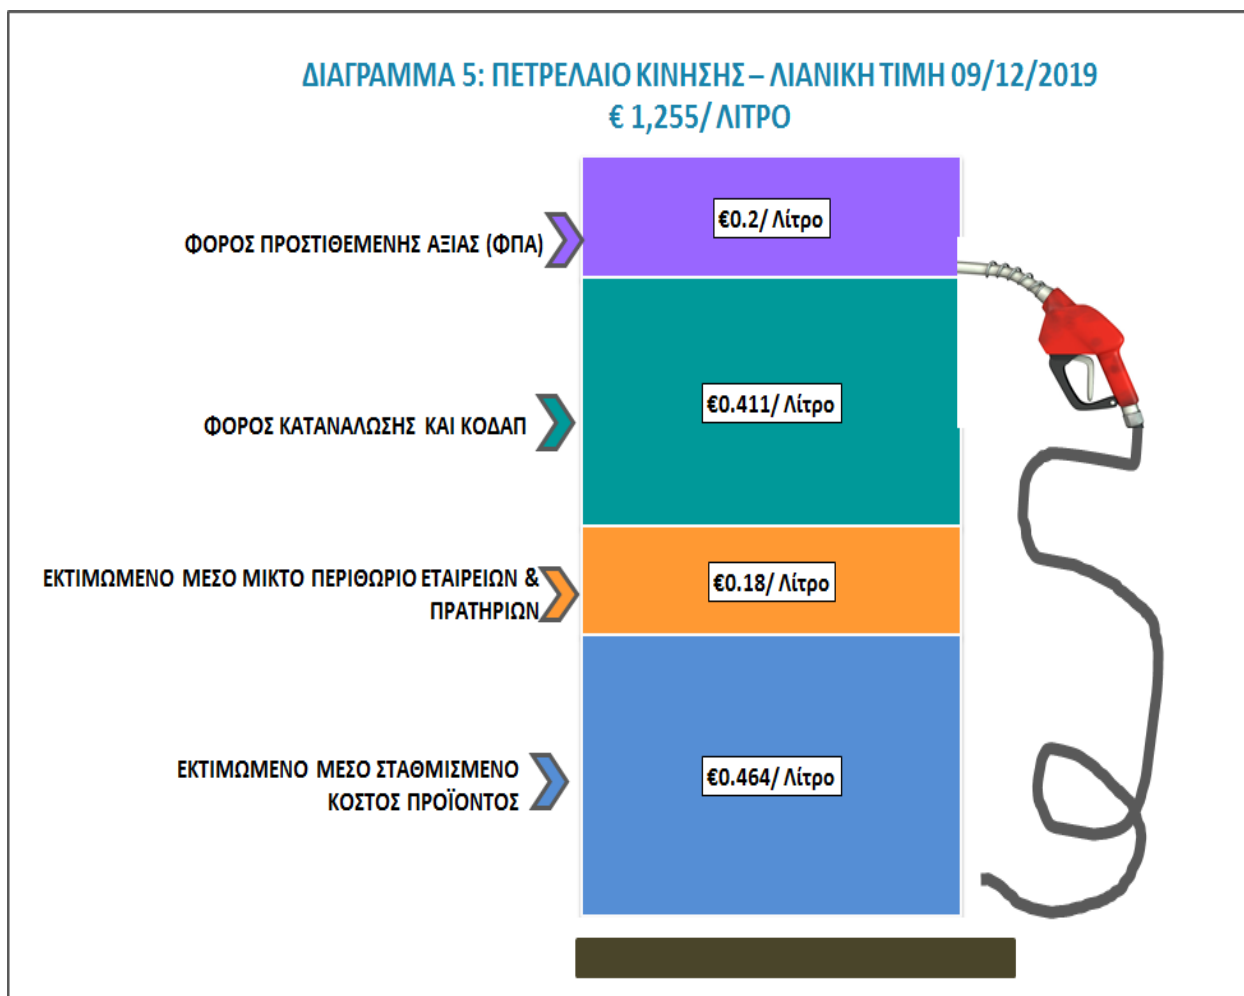 ΔΙΑΓΡΑΜΜΑ 5: ΠΕΤΡΕΛΑΙΟ ΚΙΝΗΣΗΣ – ΛΙΑΝΙΚΗ ΤΙΜΗ 09/12/2019
€ 1,255/ ΛΙΤΡΟ
€0.2/ Λίτρο
ΦΟΡΟΣ ΠΡΟΣΤΙΘΕΜΕΝΗΣ ΑΞΙΑΣ (ΦΠΑ)
€0.411/ Λίτρο
ΦΟΡΟΣ ΚΑΤΑΝΑΛΩΣΗΣ ΚΑΙ ΚΟΔΑΠ
ΕΚΤΙΜΩΜΕΝΟ ΜΕΣΟ ΜΙΚΤΟ ΠΕΡΙΘΩΡΙΟ ΕΤΑΙΡΕΙΩΝ &
ΠΡΑΤΗΡΙΩΝ
€0.18/ Λίτρο
ΕΚΤΙΜΩΜΕΝΟ ΜΕΣΟ ΣΤΑΘΜΙΣΜΕΝΟ
ΚΟΣΤΟΣ ΠΡΟΪΟΝΤΟΣ
€0.464/ Λίτρο